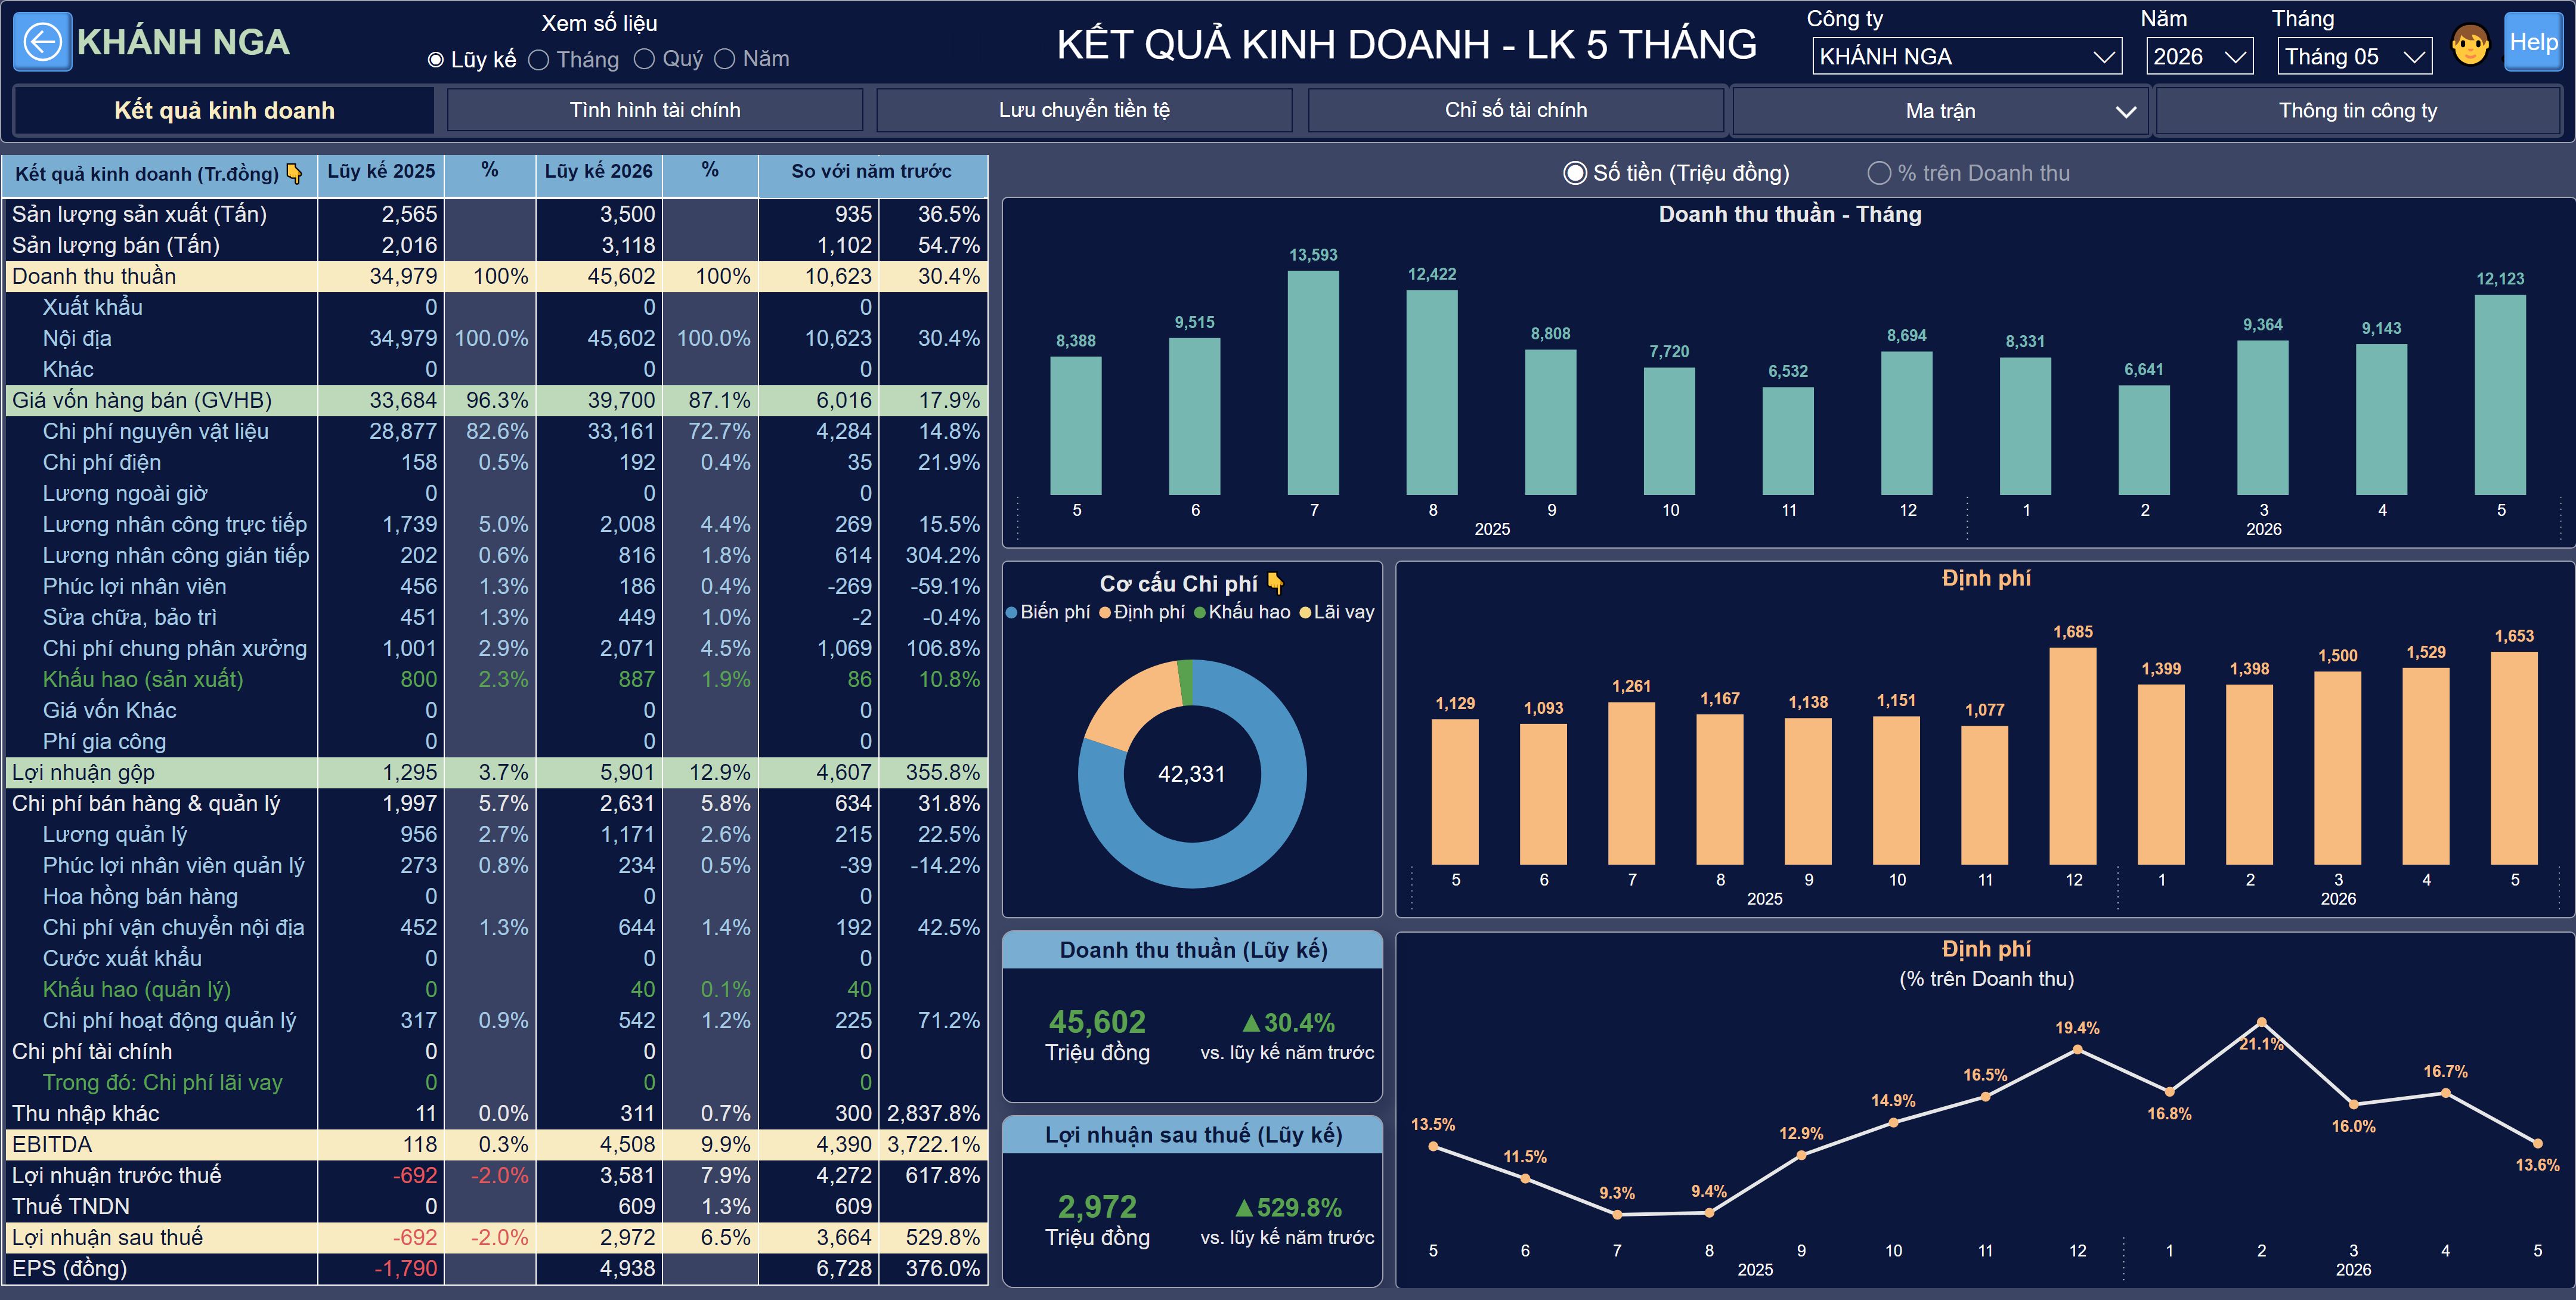 KHÁNH NGA
Xem số liệu
Lũy kế Tháng Quý Năm
KẾT QUẢ KINH DOANH - LK 5 THÁNG
Công ty Năm Tháng
KHÁNH NGA 2026 Tháng 05
Help
Kết quả kinh doanh Tình hình tài chính Lưu chuyển tiền tệ Chỉ số tài chính Ma trận Thông tin công ty
Kết quả kinh doanh (Tr.đồng) Lũy kế 2025 % Lũy kế 2026 % So với năm trước
Sản lượng sản xuất (Tấn) 2,565 3,500 935 36.5%
Sản lượng bán (Tấn) 2,016 3,118 1,102 54.7%
Doanh thu thuần 34,979 100% 45,602 100% 10,623 30.4%
Xuất khẩu 0 0 0
Nội địa 34,979 100.0% 45,602 100.0% 10,623 30.4%
Khác 0 0 0
Giá vốn hàng bán (GVHB) 33,684 96.3% 39,700 87.1% 6,016 17.9%
Chi phí nguyên vật liệu 28,877 82.6% 33,161 72.7% 4,284 14.8%
Chi phí điện 158 0.5% 192 0.4% 35 21.9%
Lương ngoài giờ 0 0 0
Lương nhân công trực tiếp 1,739 5.0% 2,008 4.4% 269 15.5%
Lương nhân công gián tiếp 202 0.6% 816 1.8% 614 304.2%
Phúc lợi nhân viên 456 1.3% 186 0.4% -269 -59.1%
Sửa chữa, bảo trì 451 1.3% 449 1.0% -2 -0.4%
Chi phí chung phân xưởng 1,001 2.9% 2,071 4.5% 1,069 106.8%
Khấu hao (sản xuất) 800 2.3% 887 1.9% 86 10.8%
Giá vốn Khác 0 0 0
Phí gia công 0 0 0
Lợi nhuận gộp 1,295 3.7% 5,901 12.9% 4,607 355.8%
Chi phí bán hàng & quản lý 1,997 5.7% 2,631 5.8% 634 31.8%
Lương quản lý 956 2.7% 1,171 2.6% 215 22.5%
Phúc lợi nhân viên quản lý 273 0.8% 234 0.5% -39 -14.2%
Hoa hồng bán hàng 0 0 0
Chi phí vận chuyển nội địa 452 1.3% 644 1.4% 192 42.5%
Cước xuất khẩu 0 0 0
Khấu hao (quản lý) 0 40 0.1% 40
Chi phí hoạt động quản lý 317 0.9% 542 1.2% 225 71.2%
Chi phí tài chính 0 0 0
Trong đó: Chi phí lãi vay 0 0 0
Thu nhập khác 11 0.0% 311 0.7% 300 2,837.8%
EBITDA 118 0.3% 4,508 9.9% 4,390 3,722.1%
Lợi nhuận trước thuế -692 -2.0% 3,581 7.9% 4,272 617.8%
Thuế TNDN 0 609 1.3% 609
Lợi nhuận sau thuế -692 -2.0% 2,972 6.5% 3,664 529.8%
EPS (đồng) -1,790 4,938 6,728 376.0%
Số tiền (Triệu đồng) % trên Doanh thu
Doanh thu thuần - Tháng
8,388 9,515 13,593 12,422 8,808 7,720 6,532 8,694 8,331 6,641 9,364 9,143 12,123
5 6 7 8 9 10 11 12 1 2 3 4 5
2025 2026
Cơ cấu Chi phí
Biến phí Định phí Khấu hao Lãi vay
42,331
Định phí
1,129 1,093 1,261 1,167 1,138 1,151 1,077 1,685 1,399 1,398 1,500 1,529 1,653
5 6 7 8 9 10 11 12 1 2 3 4 5
2025 2026
Doanh thu thuần (Lũy kế)
45,602 ▲30.4%
Triệu đồng vs. lũy kế năm trước
Lợi nhuận sau thuế (Lũy kế)
2,972 ▲529.8%
Triệu đồng vs. lũy kế năm trước
Định phí
(% trên Doanh thu)
13.5% 11.5% 9.3% 9.4% 12.9% 14.9% 16.5% 19.4% 16.8% 21.1% 16.0% 16.7% 13.6%
5 6 7 8 9 10 11 12 1 2 3 4 5
2025 2026